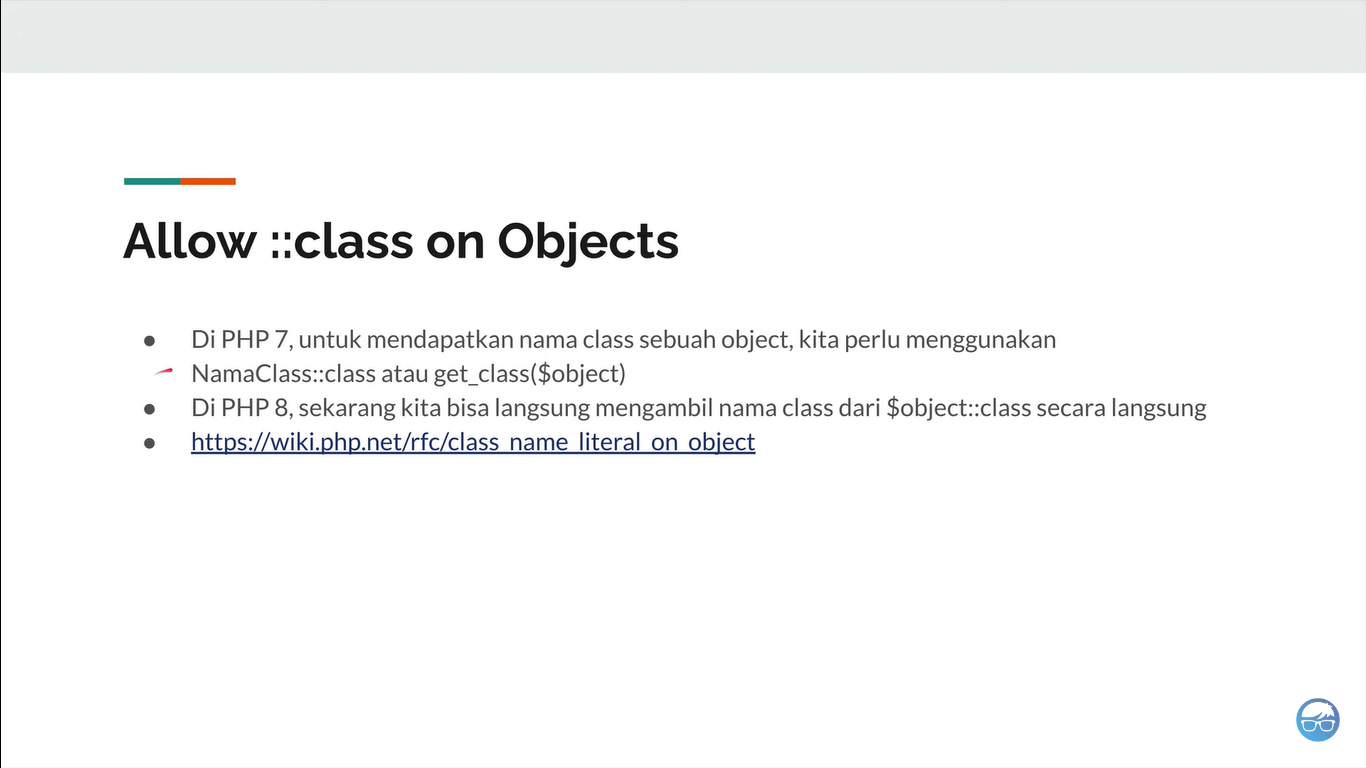 Allow ::class on Objects
● Di PHP 7, untuk mendapatkan nama class sebuah object, kita perlu menggunakan
NamaClass::class atau get_class($object)
● Di PHP 8, sekarang kita bisa langsung mengambil nama class dari $object::class secara langsung
● https://wiki.php.net/rfc/class_name_literal_on_object